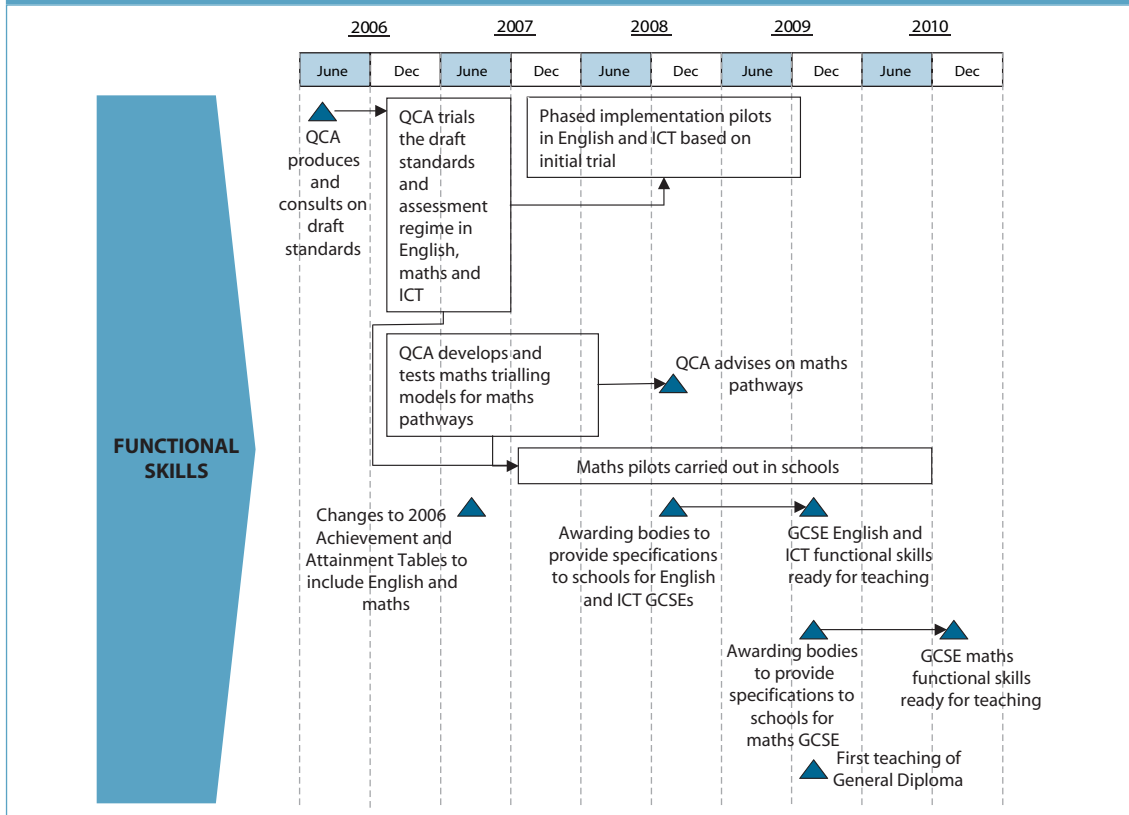 2006 2007 2008 2009 2010
June Dec June Dec June Dec June Dec June Dec
FUNCTIONAL
SKILLS
QCA
produces
and
consults on
draft
standards
QCA trials
the draft
standards
and
assessment
regime in
English,
maths and
ICT
Phased implementation pilots
in English and ICT based on
initial trial
QCA develops and
tests maths trialling
models for maths
pathways
QCA advises on maths
pathways
Maths pilots carried out in schools
Changes to 2006
Achievement and
Attainment Tables to
include English and
maths
Awarding bodies to
provide specifications
to schools for English
and ICT GCSEs
GCSE English and
ICT functional skills
ready for teaching
Awarding bodies
to provide
specifications to
schools for
maths GCSE
GCSE maths
functional skills
ready for teaching
First teaching of
General Diploma